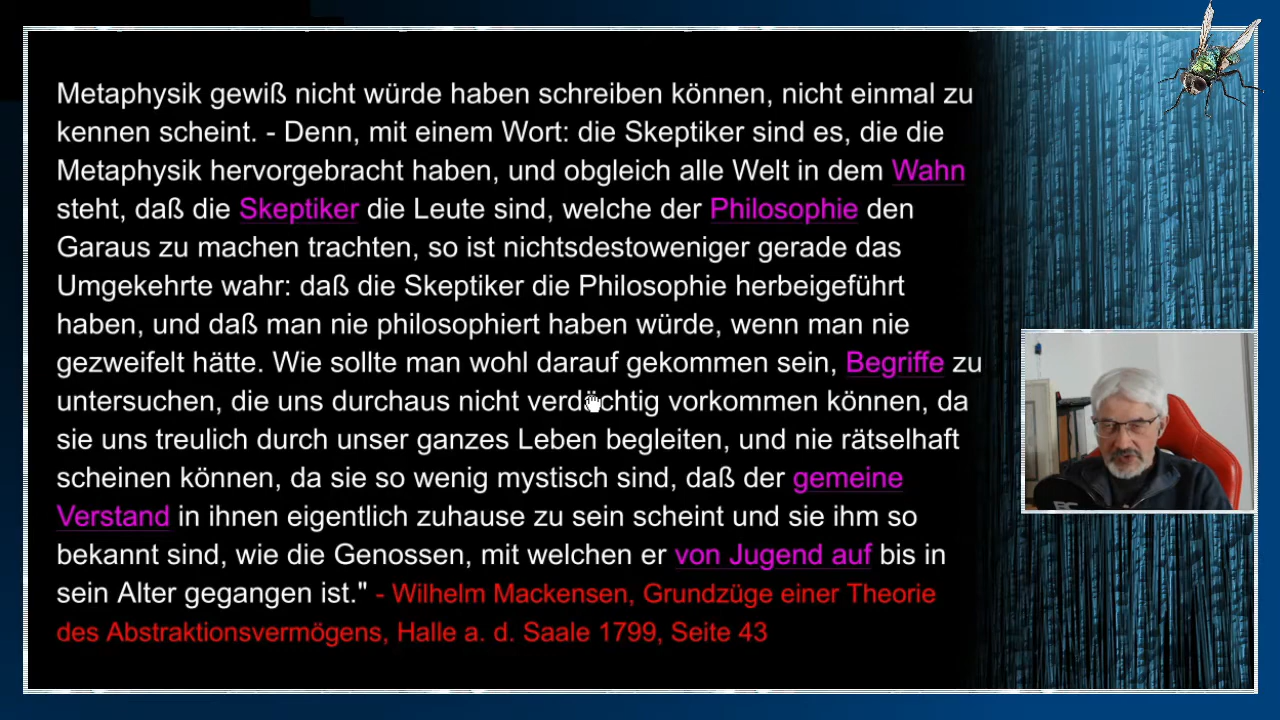 Metaphysik gewiß nicht würde haben schreiben können, nicht einmal zu
kennen scheint. - Denn, mit einem Wort: die Skeptiker sind es, die die
Metaphysik hervorgebracht haben, und obgleich alle Welt in dem Wahn
steht, daß die Skeptiker die Leute sind, welche der Philosophie den
Garaus zu machen trachten, so ist nichtsdestoweniger gerade das
Umgekehrte wahr: daß die Skeptiker die Philosophie herbeigeführt
haben, und daß man nie philosophiert haben würde, wenn man nie
gezweifelt hätte. Wie sollte man wohl darauf gekommen sein, Begriffe zu
untersuchen, die uns durchaus nicht verdächtig vorkommen können, da
sie uns treulich durch unser ganzes Leben begleiten, und nie rätselhaft
scheinen können, da sie so wenig mystisch sind, daß der gemeine
Verstand in ihnen eigentlich zuhause zu sein scheint und sie ihm so
bekannt sind, wie die Genossen, mit welchen er von Jugend auf bis in
sein Alter gegangen ist." - Wilhelm Mackensen, Grundzüge einer Theorie
des Abstraktionsvermögens, Halle a. d. Saale 1799, Seite 43